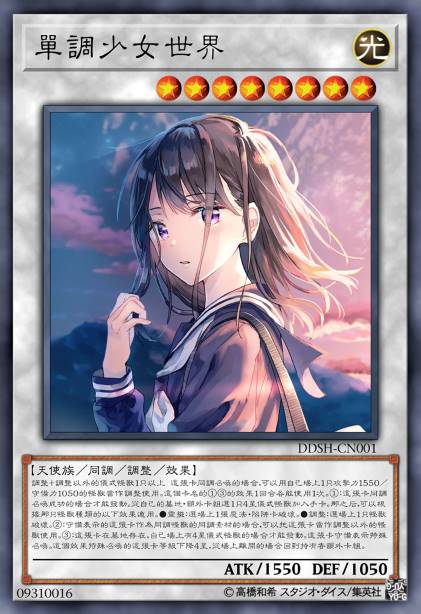 單調少女世界
光
DDSH-CN001
【天使族／同調／調整／效果】
調整＋調整以外的儀式怪獸1只以上 這張卡同調召喚的場合，可以用自己場上1只攻擊力1550／
守備力1050的怪獸當作調整使用。這個卡名的①③的效果1回合各能使用1次。①：這張卡同調
召喚成功的場合才能發動。從自己的墓地·額外卡組選1只4星儀式怪獸加入手卡。那之後，可以根
據那只怪獸種類的以下效果適用。●靈擺：選場上1張魔法·陷阱卡破壞。●調整：選場上1只怪獸
破壞。②：守備表示的這張卡作為同調怪獸的同調素材的場合，可以把這張卡當作調整以外的怪
獸使用。③：這張卡在墓地存在，自己場上有4星儀式怪獸的場合才能發動。這張卡守備表示特殊
召喚。這個效果特殊召喚的這張卡等級下降4星，從場上離開的場合回到持有者額外卡組。
ATK/1550 DEF/1050
09310016
©高橋和希 スタジオ・ダイス/集英社